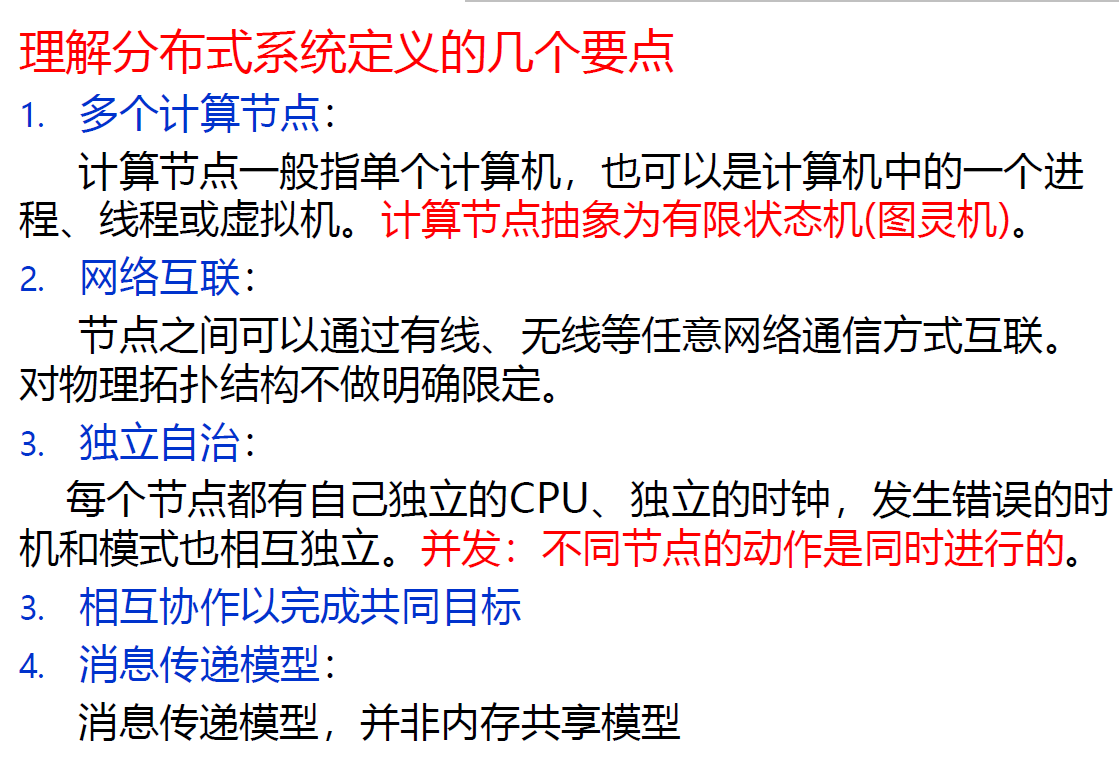 理解分布式系统定义的几个要点
1. 多个计算节点：
计算节点一般指单个计算机，也可以是计算机中的一个进
程、线程或虚拟机。计算节点抽象为有限状态机(图灵机)。
2. 网络互联：
节点之间可以通过有线、无线等任意网络通信方式互联。
对物理拓扑结构不做明确限定。
3. 独立自治：
每个节点都有自己独立的CPU、独立的时钟，发生错误的时
机和模式也相互独立。并发：不同节点的动作是同时进行的。
3. 相互协作以完成共同目标
4. 消息传递模型：
消息传递模型，并非内存共享模型